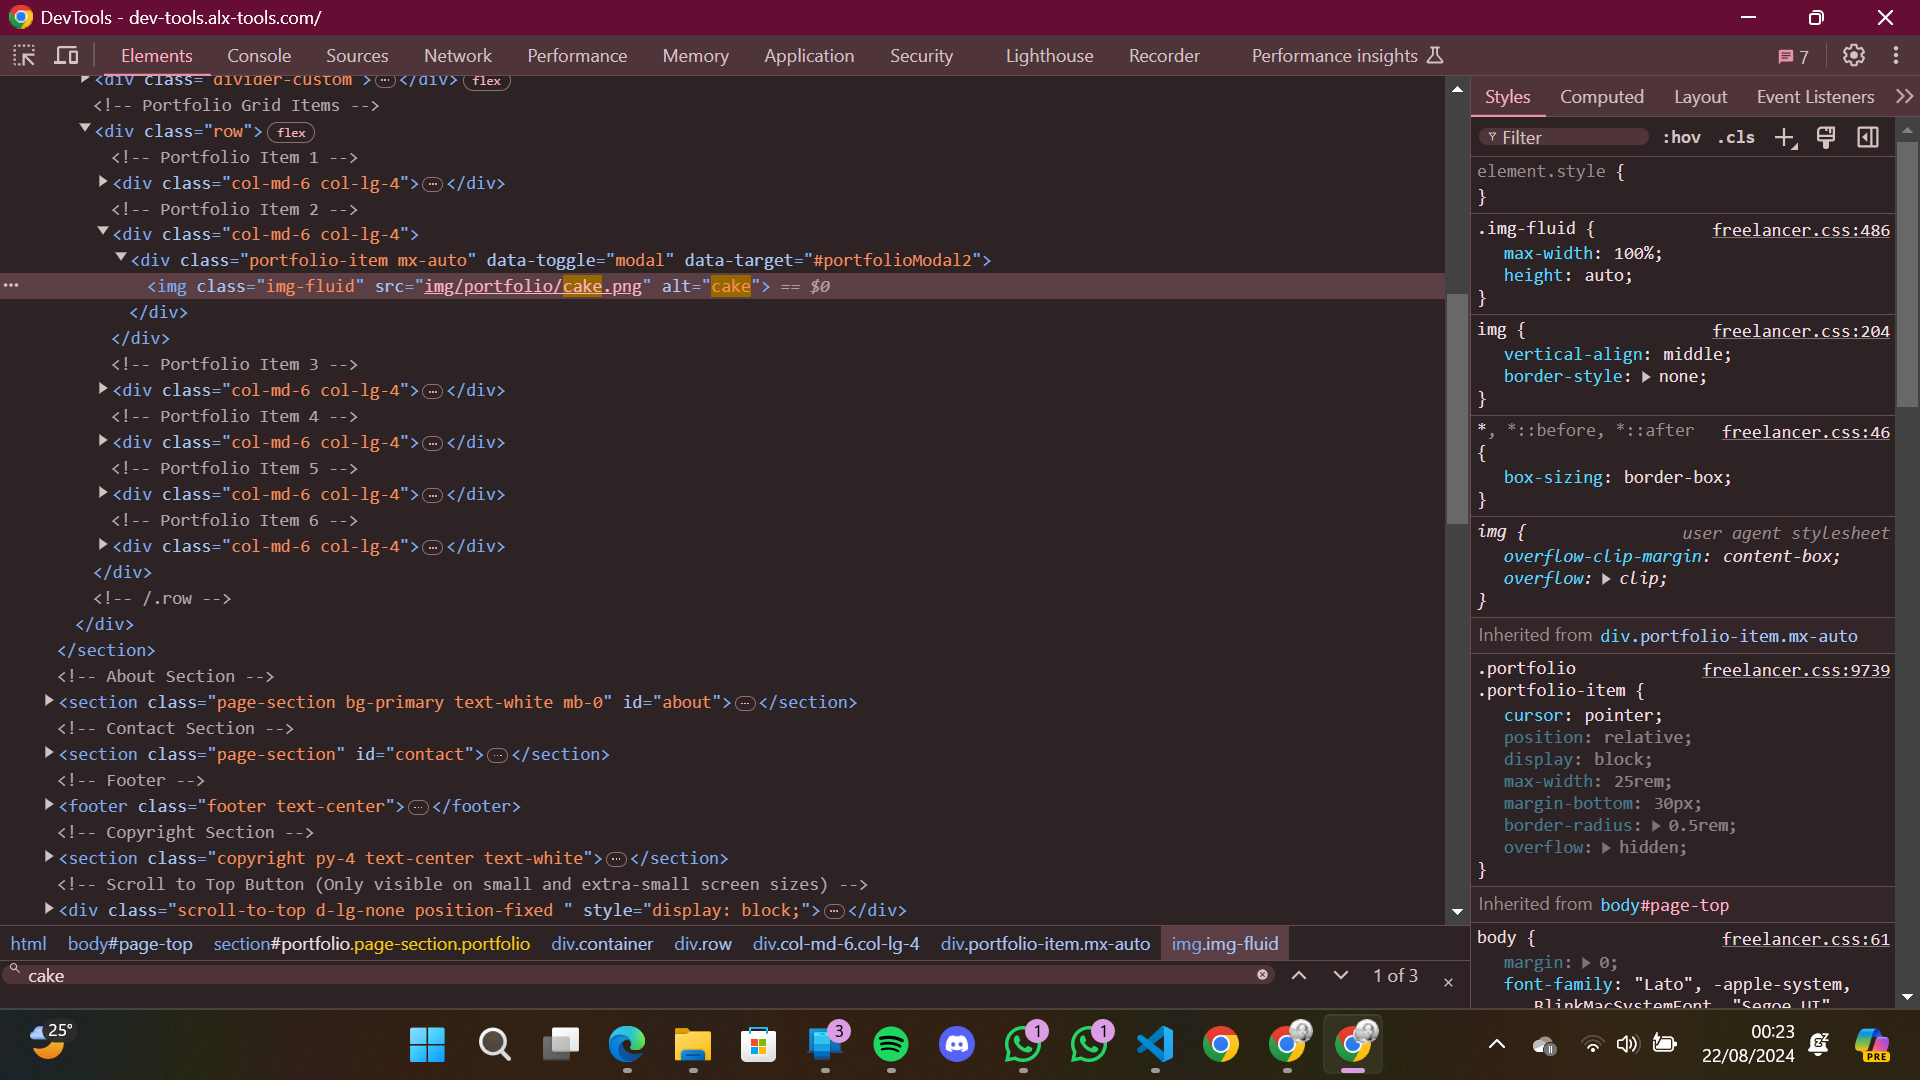 DevTools - dev-tools.alx-tools.com/
Elements Console Sources Network Performance Memory Application Security Lighthouse Recorder Performance insights 7
<div class="divider-custom"> ⋯ </div> flex
<!-- Portfolio Grid Items -->
<div class="row"> flex
<!-- Portfolio Item 1 -->
<div class="col-md-6 col-lg-4"> ⋯ </div>
<!-- Portfolio Item 2 -->
<div class="col-md-6 col-lg-4">
<div class="portfolio-item mx-auto" data-toggle="modal" data-target="#portfolioModal2">
<img class="img-fluid" src="img/portfolio/cake.png" alt="cake"> == $0
</div>
</div>
<!-- Portfolio Item 3 -->
<div class="col-md-6 col-lg-4"> ⋯ </div>
<!-- Portfolio Item 4 -->
<div class="col-md-6 col-lg-4"> ⋯ </div>
<!-- Portfolio Item 5 -->
<div class="col-md-6 col-lg-4"> ⋯ </div>
<!-- Portfolio Item 6 -->
<div class="col-md-6 col-lg-4"> ⋯ </div>
</div>
<!-- /.row -->
</div>
</section>
<!-- About Section -->
<section class="page-section bg-primary text-white mb-0" id="about"> ⋯ </section>
<!-- Contact Section -->
<section class="page-section" id="contact"> ⋯ </section>
<!-- Footer -->
<footer class="footer text-center"> ⋯ </footer>
<!-- Copyright Section -->
<section class="copyright py-4 text-center text-white"> ⋯ </section>
<!-- Scroll to Top Button (Only visible on small and extra-small screen sizes) -->
<div class="scroll-to-top d-lg-none position-fixed " style="display: block;"> ⋯ </div>
html body#page-top section#portfolio.page-section.portfolio div.container div.row div.col-md-6.col-lg-4 div.portfolio-item.mx-auto img.img-fluid
cake 1 of 3
Styles Computed Layout Event Listeners
Filter :hov .cls
element.style {
}
.img-fluid { freelancer.css:486
max-width: 100%;
height: auto;
}
img { freelancer.css:204
vertical-align: middle;
border-style: none;
}
*, *::before, *::after freelancer.css:46
{
box-sizing: border-box;
}
img { user agent stylesheet
overflow-clip-margin: content-box;
overflow: clip;
}
Inherited from div.portfolio-item.mx-auto
.portfolio freelancer.css:9739
.portfolio-item {
cursor: pointer;
position: relative;
display: block;
max-width: 25rem;
margin-bottom: 30px;
border-radius: 0.5rem;
overflow: hidden;
}
Inherited from body#page-top
body { freelancer.css:61
margin: 0;
font-family: "Lato", -apple-system,
BlinkMacSystemFont, "Segoe UI"
25°
3
1
1
00:23
22/08/2024
PRE